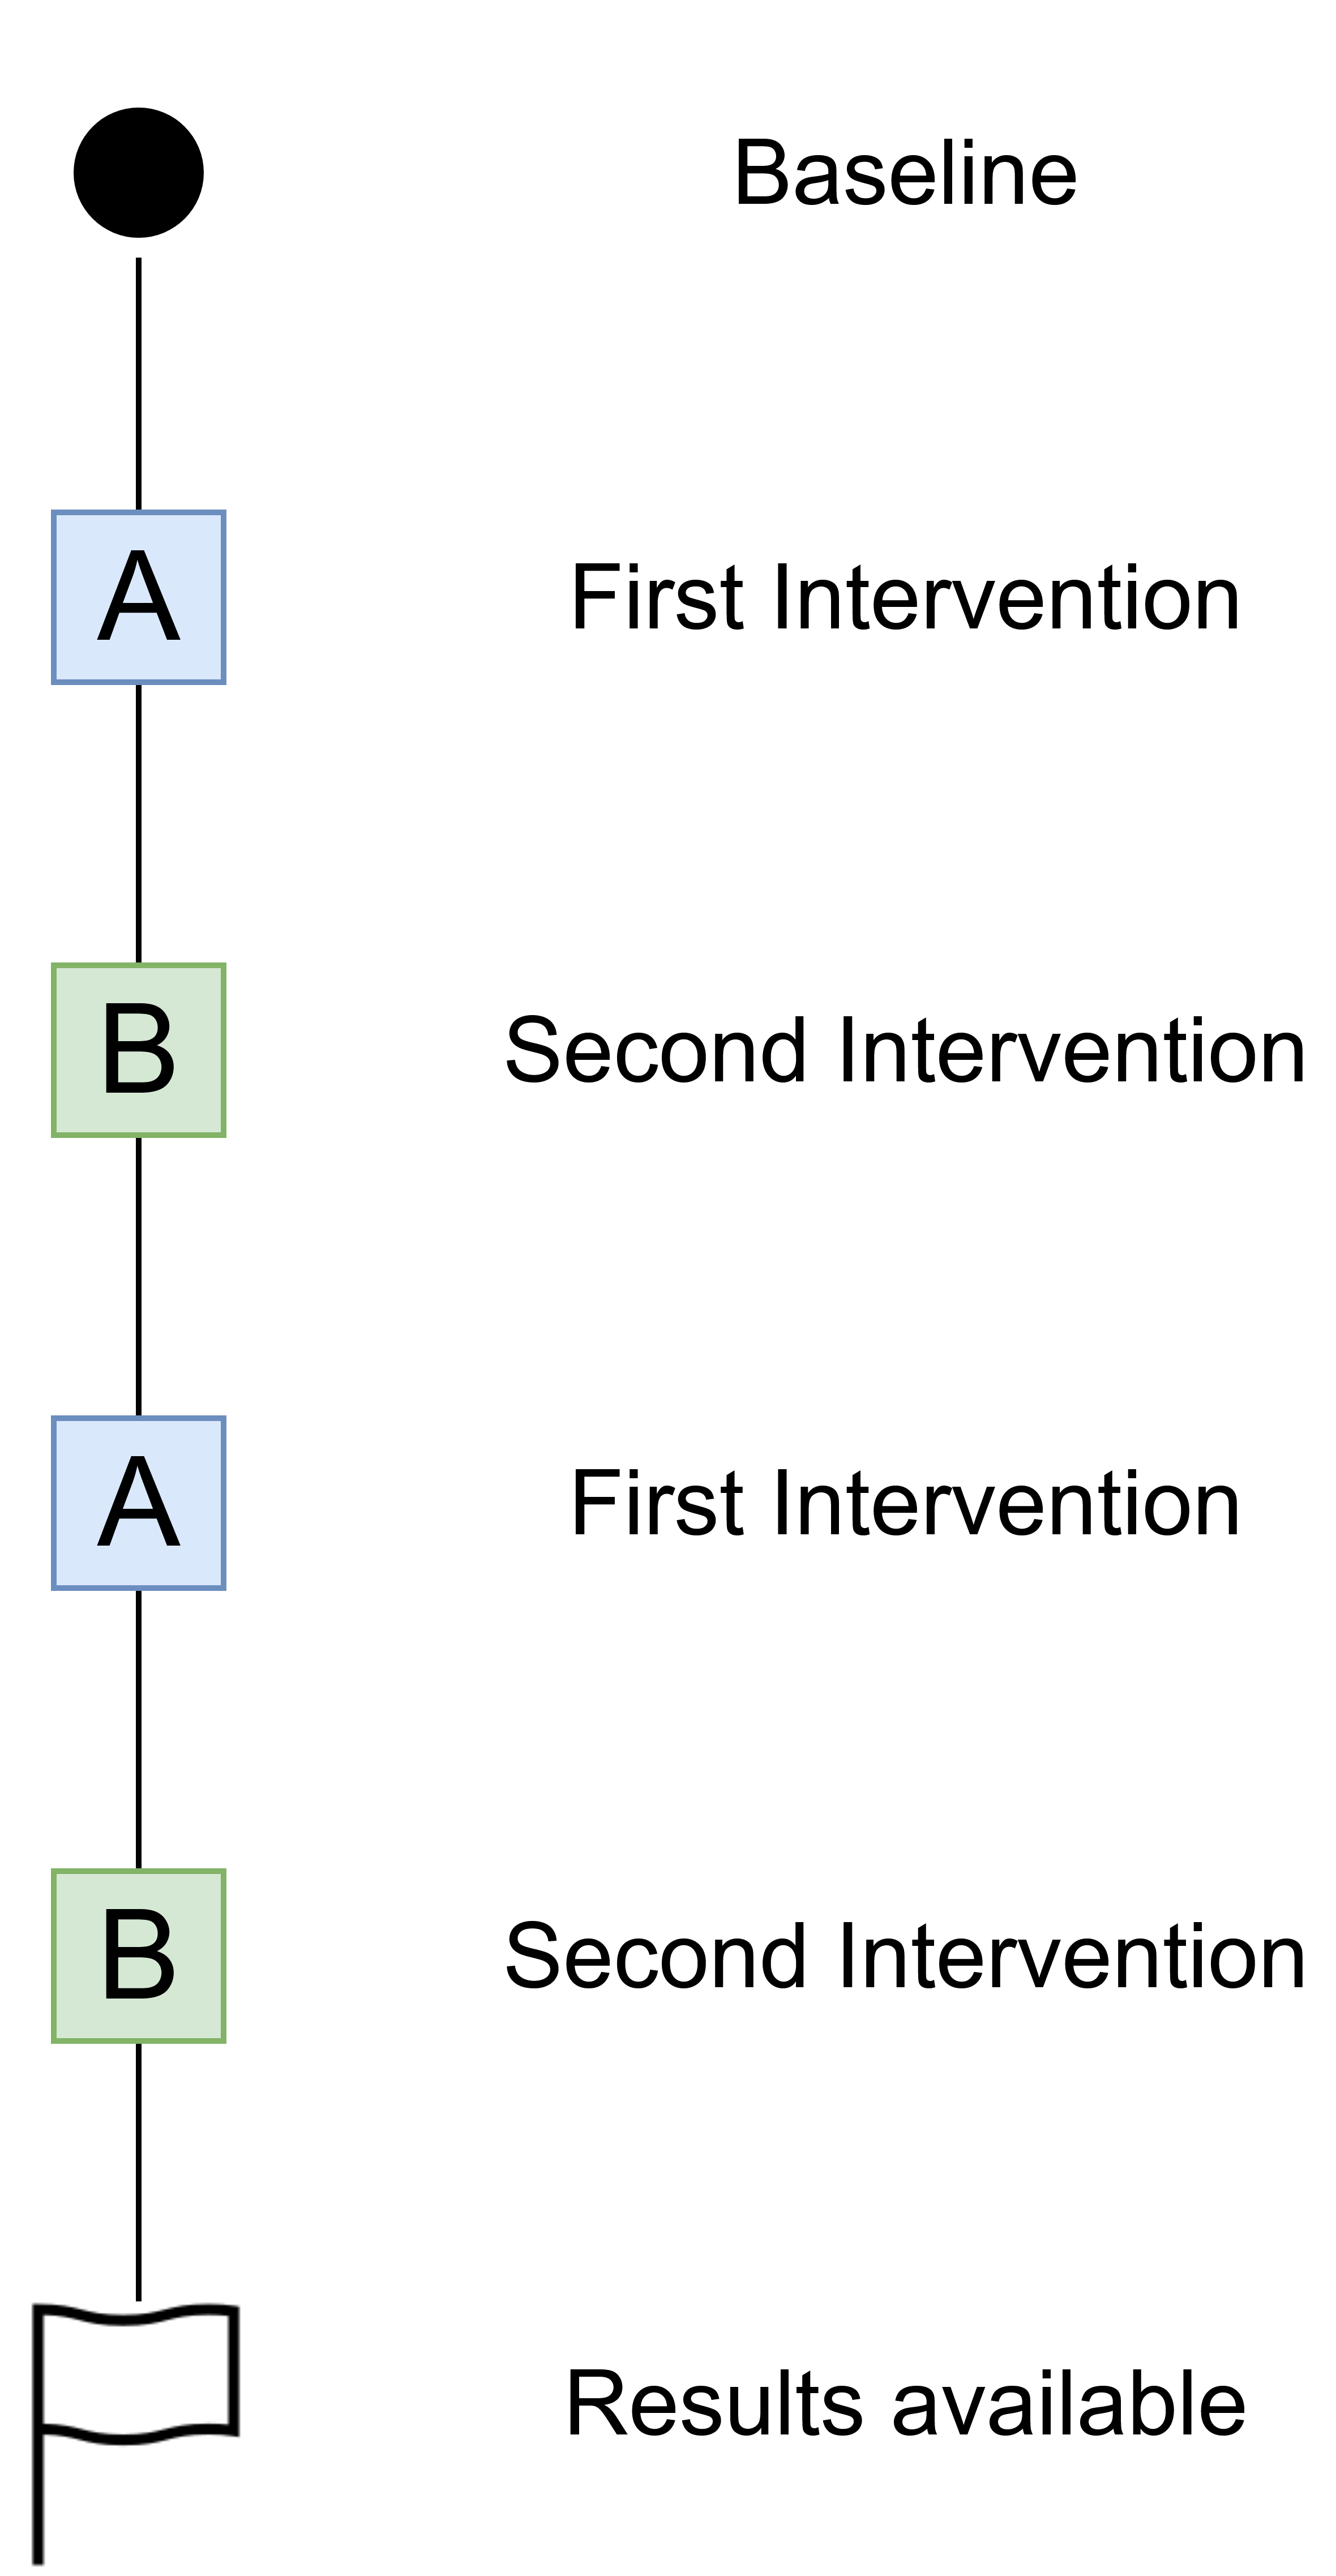 Baseline
A
First Intervention
B
Second Intervention
A
First Intervention
B
Second Intervention
Results available